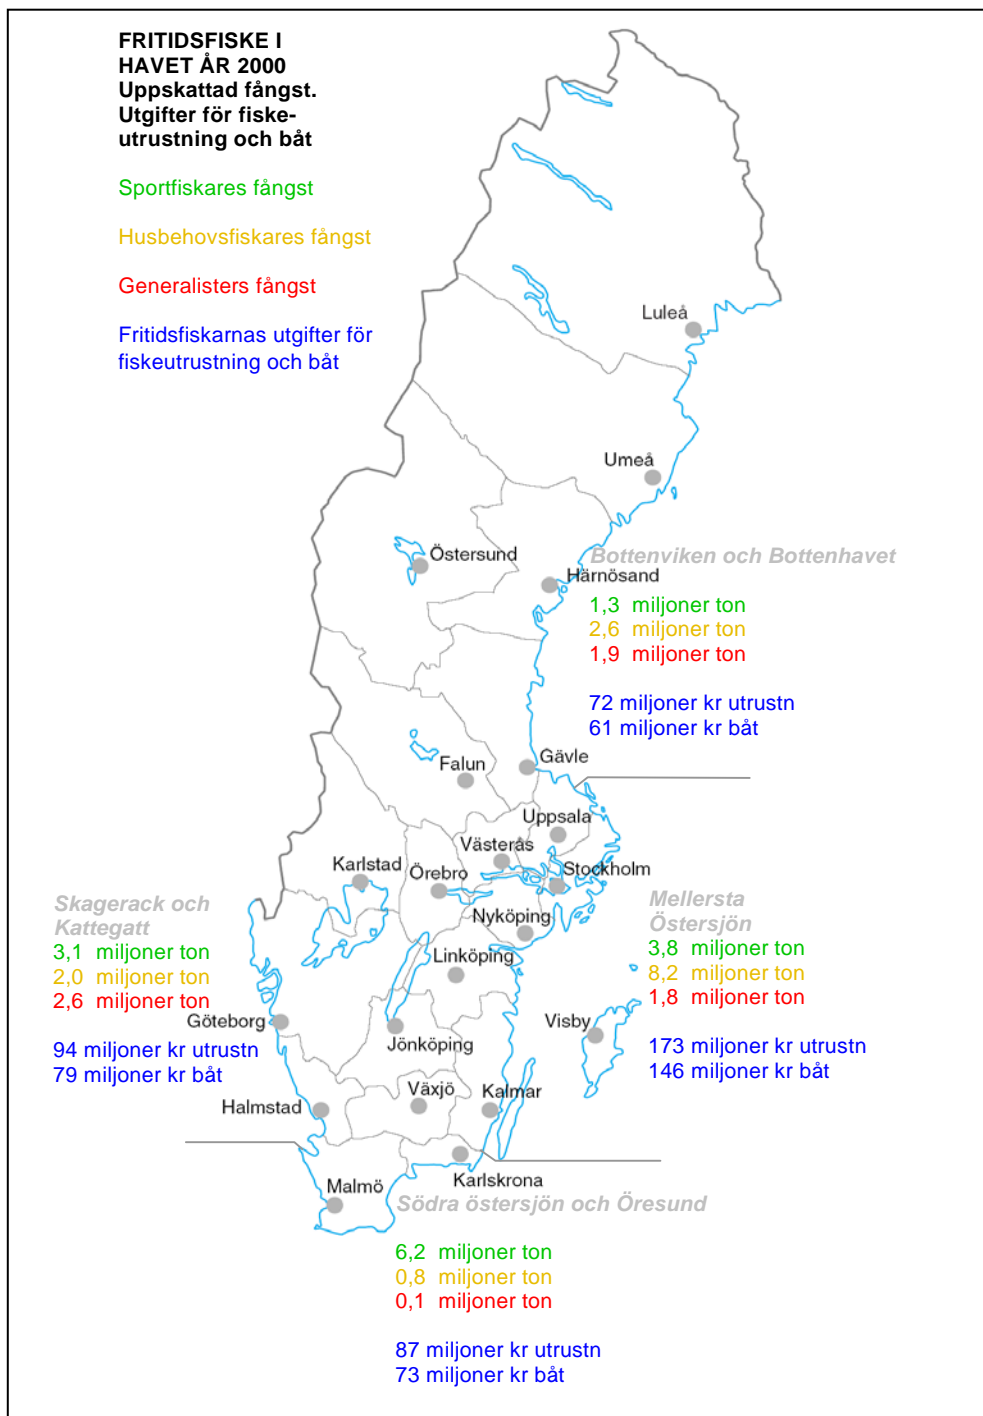 FRITIDSFISKE I
HAVET ÅR 2000
Uppskattad fångst.
Utgifter för fiske-
utrustning och båt
Sportfiskares fångst
Husbehovsfiskares fångst
Generalisters fångst
Fritidsfiskarnas utgifter för
fiskeutrustning och båt
Luleå
Umeå
Östersund
Bottenviken och Bottenhavet
Härnösand
1,3 miljoner ton
2,6 miljoner ton
1,9 miljoner ton
72 miljoner kr utrustn
61 miljoner kr båt
Gävle
Falun
Uppsala
Västerås
Karlstad
Örebro
Stockholm
Skagerack och
Kattegatt
3,1 miljoner ton
2,0 miljoner ton
2,6 miljoner ton
94 miljoner kr utrustn
79 miljoner kr båt
Mellersta
Östersjön
3,8 miljoner ton
8,2 miljoner ton
1,8 miljoner ton
173 miljoner kr utrustn
146 miljoner kr båt
Nyköping
Linköping
Göteborg
Jönköping
Visby
Halmstad
Växjö
Kalmar
Karlskrona
Malmö
Södra östersjön och Öresund
6,2 miljoner ton
0,8 miljoner ton
0,1 miljoner ton
87 miljoner kr utrustn
73 miljoner kr båt